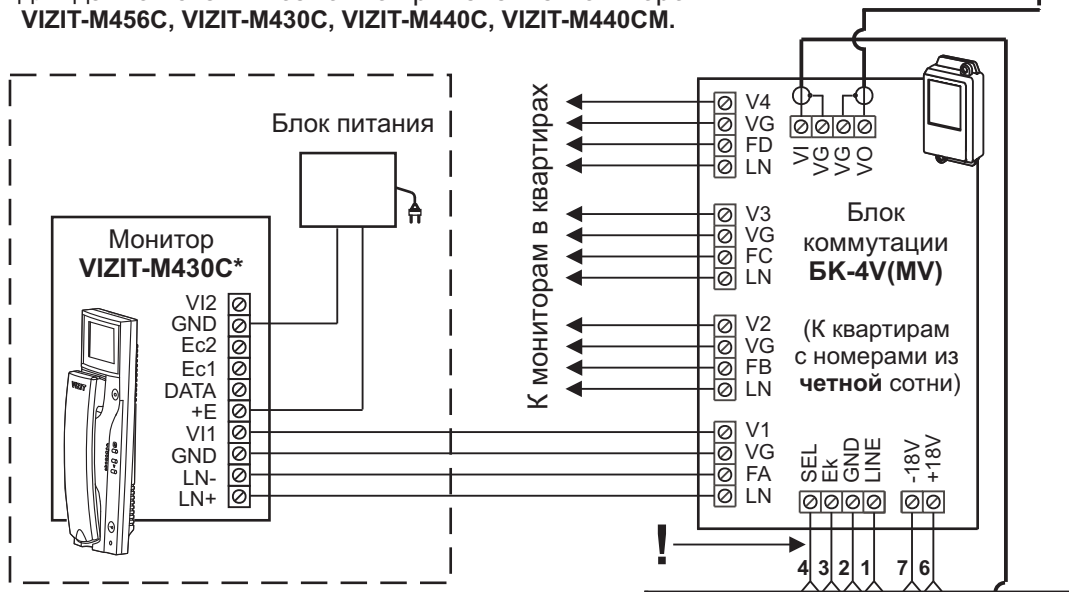 VIZIT-M456C, VIZIT-M430C, VIZIT-M440C, VIZIT-M440CM.
Блок питания
Монитор
VIZIT-M430C*
VI2
GND
Ec2
Ec1
DATA
+E
VI1
GND
LN-
LN+
VIZIT
К мониторам в квартирах
V4
VG
FD
LN
V3
VG
FC
LN
V2
VG
FB
LN
V1
VG
FA
LN
VI
VG
VG
VO
Блок
коммутации
БК-4V(MV)
(К квартирам
с номерами из
четной сотни)
SEL
Ek
GND
LINE
-18V
+18V
!
4 3 2 1 7 6